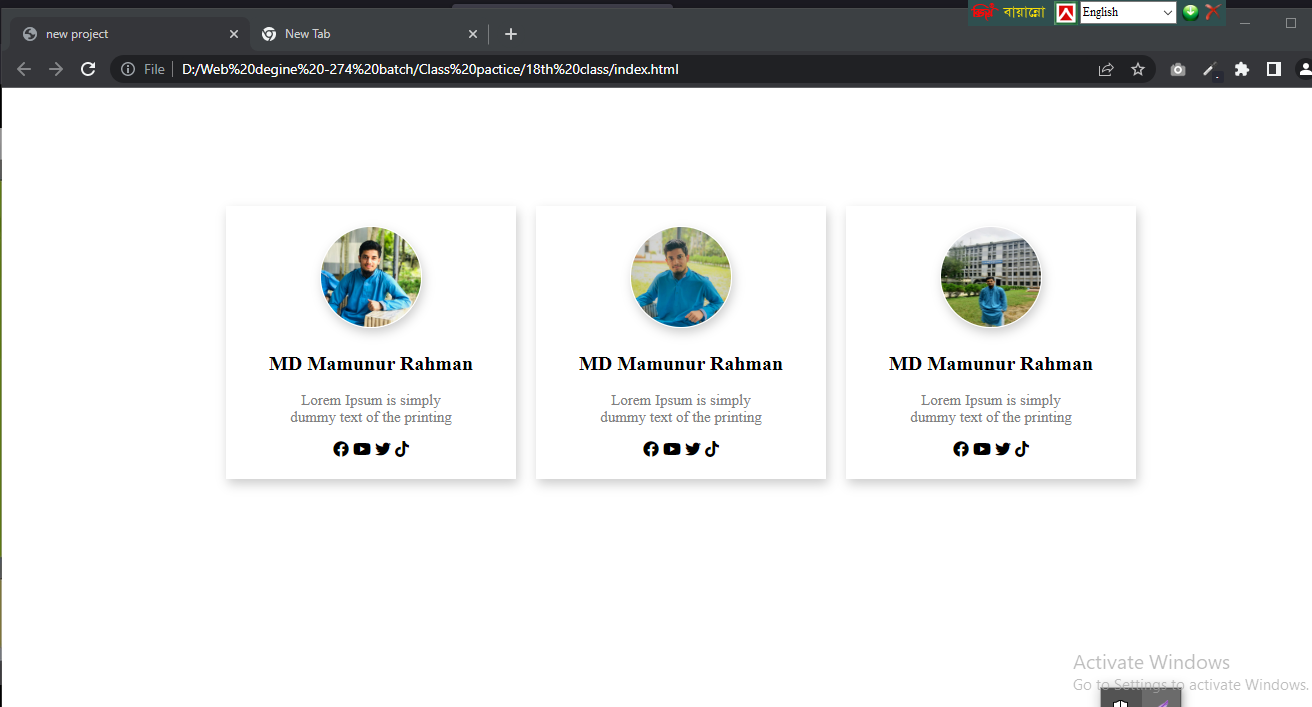 বায়ান্নো English
new project New Tab
File D:/Web%20degine%20-274%20batch/Class%20pactice/18th%20class/index.html
MD Mamunur Rahman MD Mamunur Rahman MD Mamunur Rahman
Lorem Ipsum is simply Lorem Ipsum is simply Lorem Ipsum is simply
dummy text of the printing dummy text of the printing dummy text of the printing
Activate Windows
Go to Settings to activate Windows.